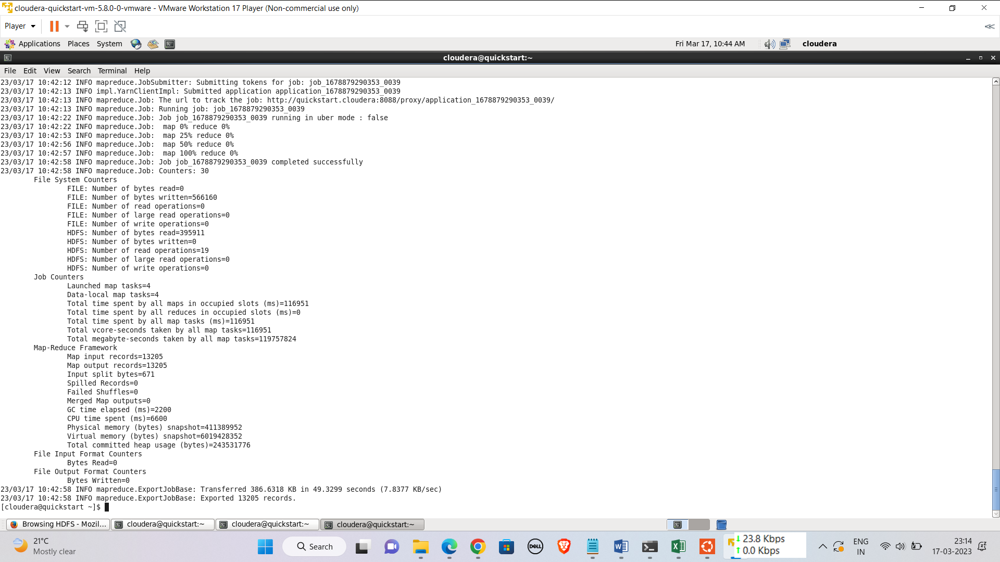 cloudera-quickstart-vm-5.8.0-0-vmware - VMware Workstation 17 Player (Non-commercial use only)
Player
Applications Places System Fri Mar 17, 10:44 AM cloudera
cloudera@quickstart:~
File Edit View Search Terminal Help
23/03/17 10:42:12 INFO mapreduce.JobSubmitter: Submitting tokens for job: job_1678879290353_0039
23/03/17 10:42:13 INFO impl.YarnClientImpl: Submitted application application_1678879290353_0039
23/03/17 10:42:13 INFO mapreduce.Job: The url to track the job: http://quickstart.cloudera:8088/proxy/application_1678879290353_0039/
23/03/17 10:42:13 INFO mapreduce.Job: Running job: job_1678879290353_0039
23/03/17 10:42:22 INFO mapreduce.Job: Job job_1678879290353_0039 running in uber mode : false
23/03/17 10:42:22 INFO mapreduce.Job:  map 0% reduce 0%
23/03/17 10:42:53 INFO mapreduce.Job:  map 25% reduce 0%
23/03/17 10:42:56 INFO mapreduce.Job:  map 50% reduce 0%
23/03/17 10:42:57 INFO mapreduce.Job:  map 100% reduce 0%
23/03/17 10:42:58 INFO mapreduce.Job: Job job_1678879290353_0039 completed successfully
23/03/17 10:42:58 INFO mapreduce.Job: Counters: 30
File System Counters
FILE: Number of bytes read=0
FILE: Number of bytes written=566160
FILE: Number of read operations=0
FILE: Number of large read operations=0
FILE: Number of write operations=0
HDFS: Number of bytes read=395911
HDFS: Number of bytes written=0
HDFS: Number of read operations=19
HDFS: Number of large read operations=0
HDFS: Number of write operations=0
Job Counters
Launched map tasks=4
Data-local map tasks=4
Total time spent by all maps in occupied slots (ms)=116951
Total time spent by all reduces in occupied slots (ms)=0
Total time spent by all map tasks (ms)=116951
Total vcore-seconds taken by all map tasks=116951
Total megabyte-seconds taken by all map tasks=119757824
Map-Reduce Framework
Map input records=13205
Map output records=13205
Input split bytes=671
Spilled Records=0
Failed Shuffles=0
Merged Map outputs=0
GC time elapsed (ms)=2200
CPU time spent (ms)=6600
Physical memory (bytes) snapshot=411389952
Virtual memory (bytes) snapshot=6019428352
Total committed heap usage (bytes)=243531776
File Input Format Counters
Bytes Read=0
File Output Format Counters
Bytes Written=0
23/03/17 10:42:58 INFO mapreduce.ExportJobBase: Transferred 386.6318 KB in 49.3299 seconds (7.8377 KB/sec)
23/03/17 10:42:58 INFO mapreduce.ExportJobBase: Exported 13205 records.
[cloudera@quickstart ~]$
Browsing HDFS - Mozil... cloudera@quickstart:~ cloudera@quickstart:~ cloudera@quickstart:~
21°C
Mostly clear
Search
DELL
23.8 Kbps
0.0 Kbps
ENG
IN
23:14
17-03-2023